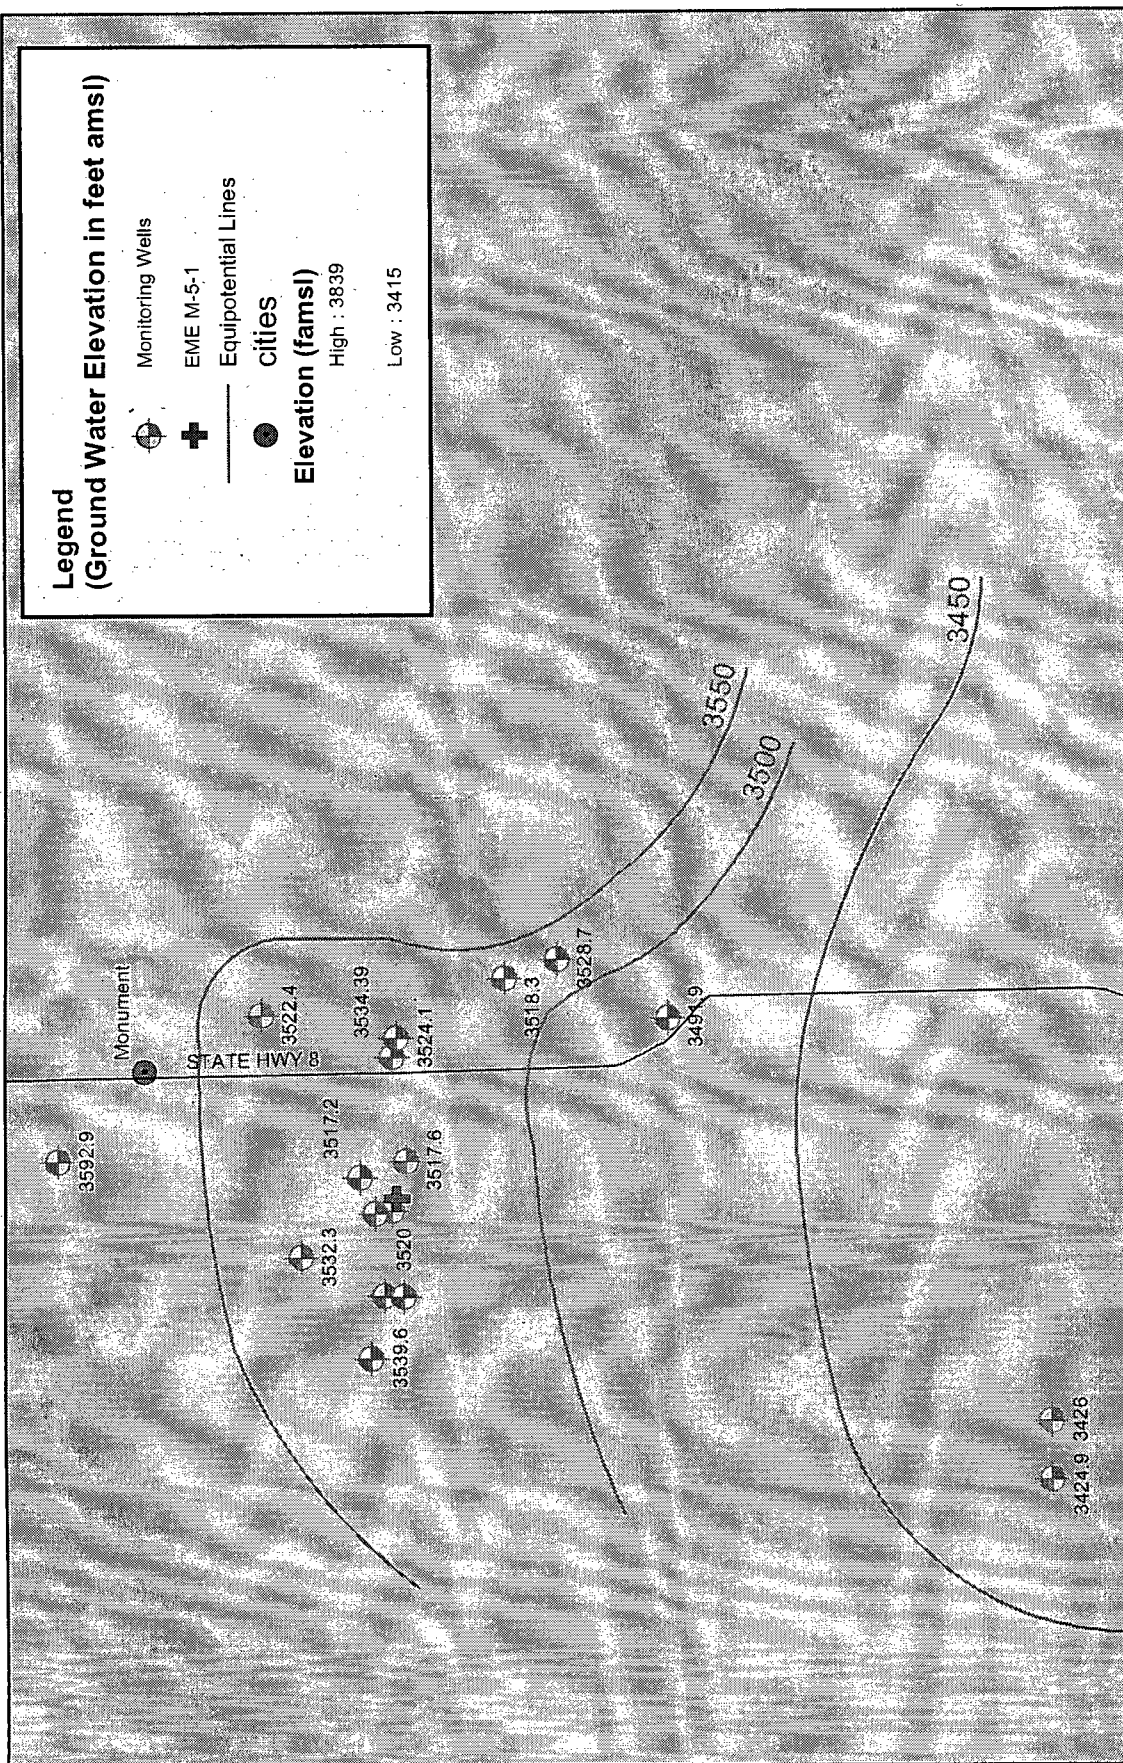 Legend
(Ground Water Elevation in feet amsl)
Monitoring Wells
EME M-5-1
Equipotential Lines
cities
Elevation (famsl)
High : 3839
Low : 3415
3592.9
Monument
STATE HWY 8
3522.4
3534.39
3524.1
3517.2
3517.6
3532.3
3520
3539.6
3518.3
3528.7
3491.9
3550
3500
3450
3424.9
3426